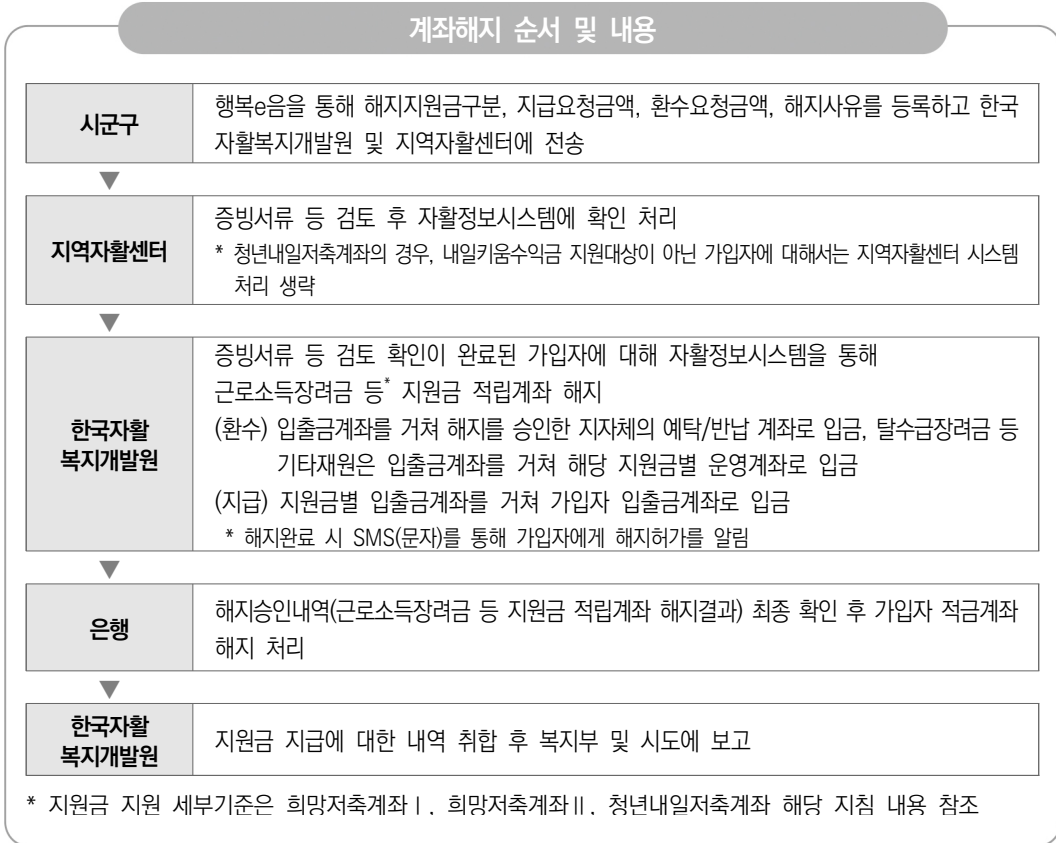 계좌해지 순서 및 내용
시군구
행복e음을 통해 해지지원금구분, 지급요청금액, 환수요청금액, 해지사유를 등록하고 한국
자활복지개발원 및 지역자활센터에 전송
▼
지역자활센터
증빙서류 등 검토 후 자활정보시스템에 확인 처리
* 청년내일저축계좌의 경우, 내일키움수익금 지원대상이 아닌 가입자에 대해서는 지역자활센터 시스템
처리 생략
▼
한국자활
복지개발원
증빙서류 등 검토 확인이 완료된 가입자에 대해 자활정보시스템을 통해
근로소득장려금 등* 지원금 적립계좌 해지
(환수) 입출금계좌를 거쳐 해지를 승인한 지자체의 예탁/반납 계좌로 입금, 탈수급장려금 등
기타재원은 입출금계좌를 거쳐 해당 지원금별 운영계좌로 입금
(지급) 지원금별 입출금계좌를 거쳐 가입자 입출금계좌로 입금
* 해지완료 시 SMS(문자)를 통해 가입자에게 해지허가를 알림
▼
은행
해지승인내역(근로소득장려금 등 지원금 적립계좌 해지결과) 최종 확인 후 가입자 적금계좌
해지 처리
▼
한국자활
복지개발원
지원금 지급에 대한 내역 취합 후 복지부 및 시도에 보고
* 지원금 지원 세부기준은 희망저축계좌Ⅰ, 희망저축계좌Ⅱ, 청년내일저축계좌 해당 지침 내용 참조